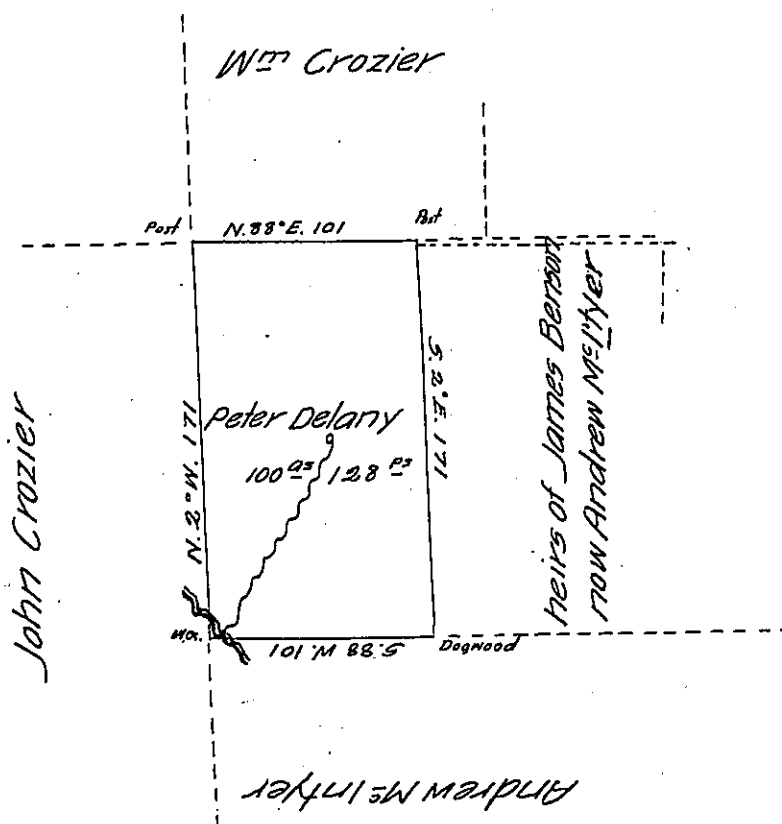 Wm Crozier
Post
N. 88° E. 101
Post
heirs of James Benson
now Andrew McIntyer
S. 2° E. 171
Peter Delany
100 as 128 ps
N. 2° W. 171
John Crozier
W.O.
S. 88 W. 101
Dogwood
Andrew McIntyer